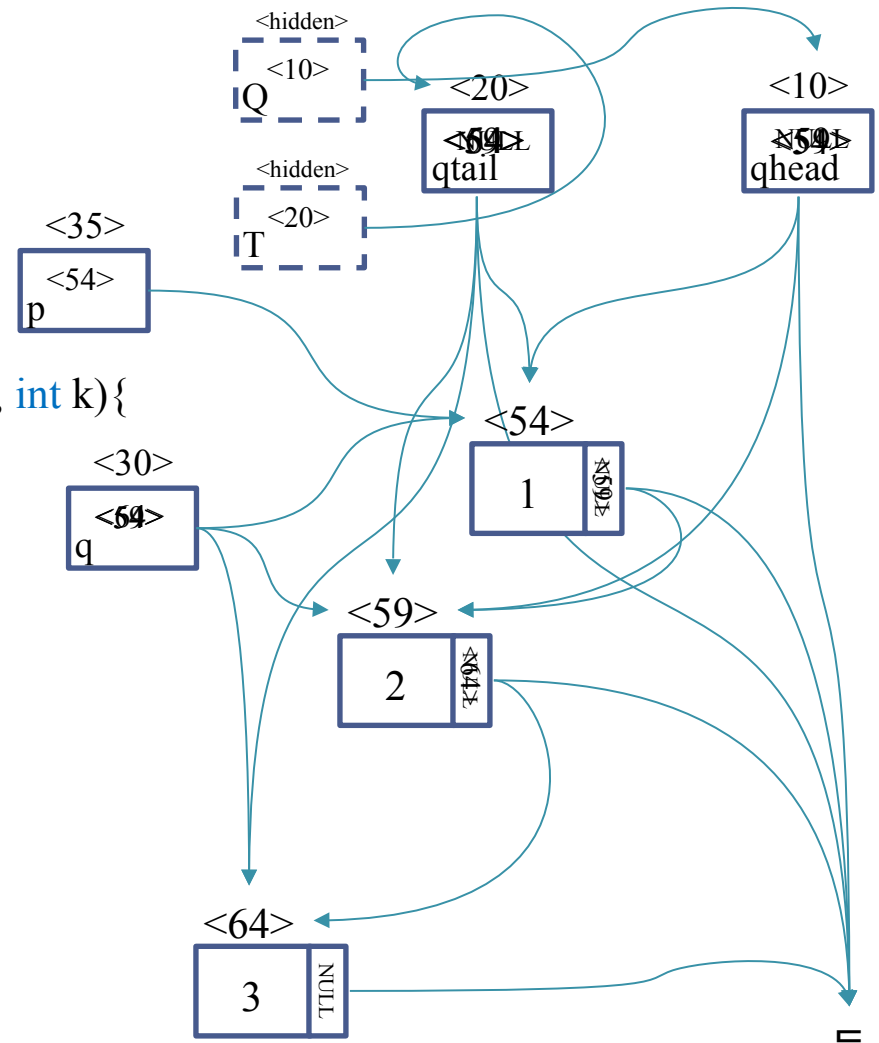 <hidden>
<10>
Q
<20>
<10>
qtail
qhead
<hidden>
<20>
T
<35>
<54>
p
, int k){
<54>
<30>
1
q
<59>
2
<64>
3
NULL